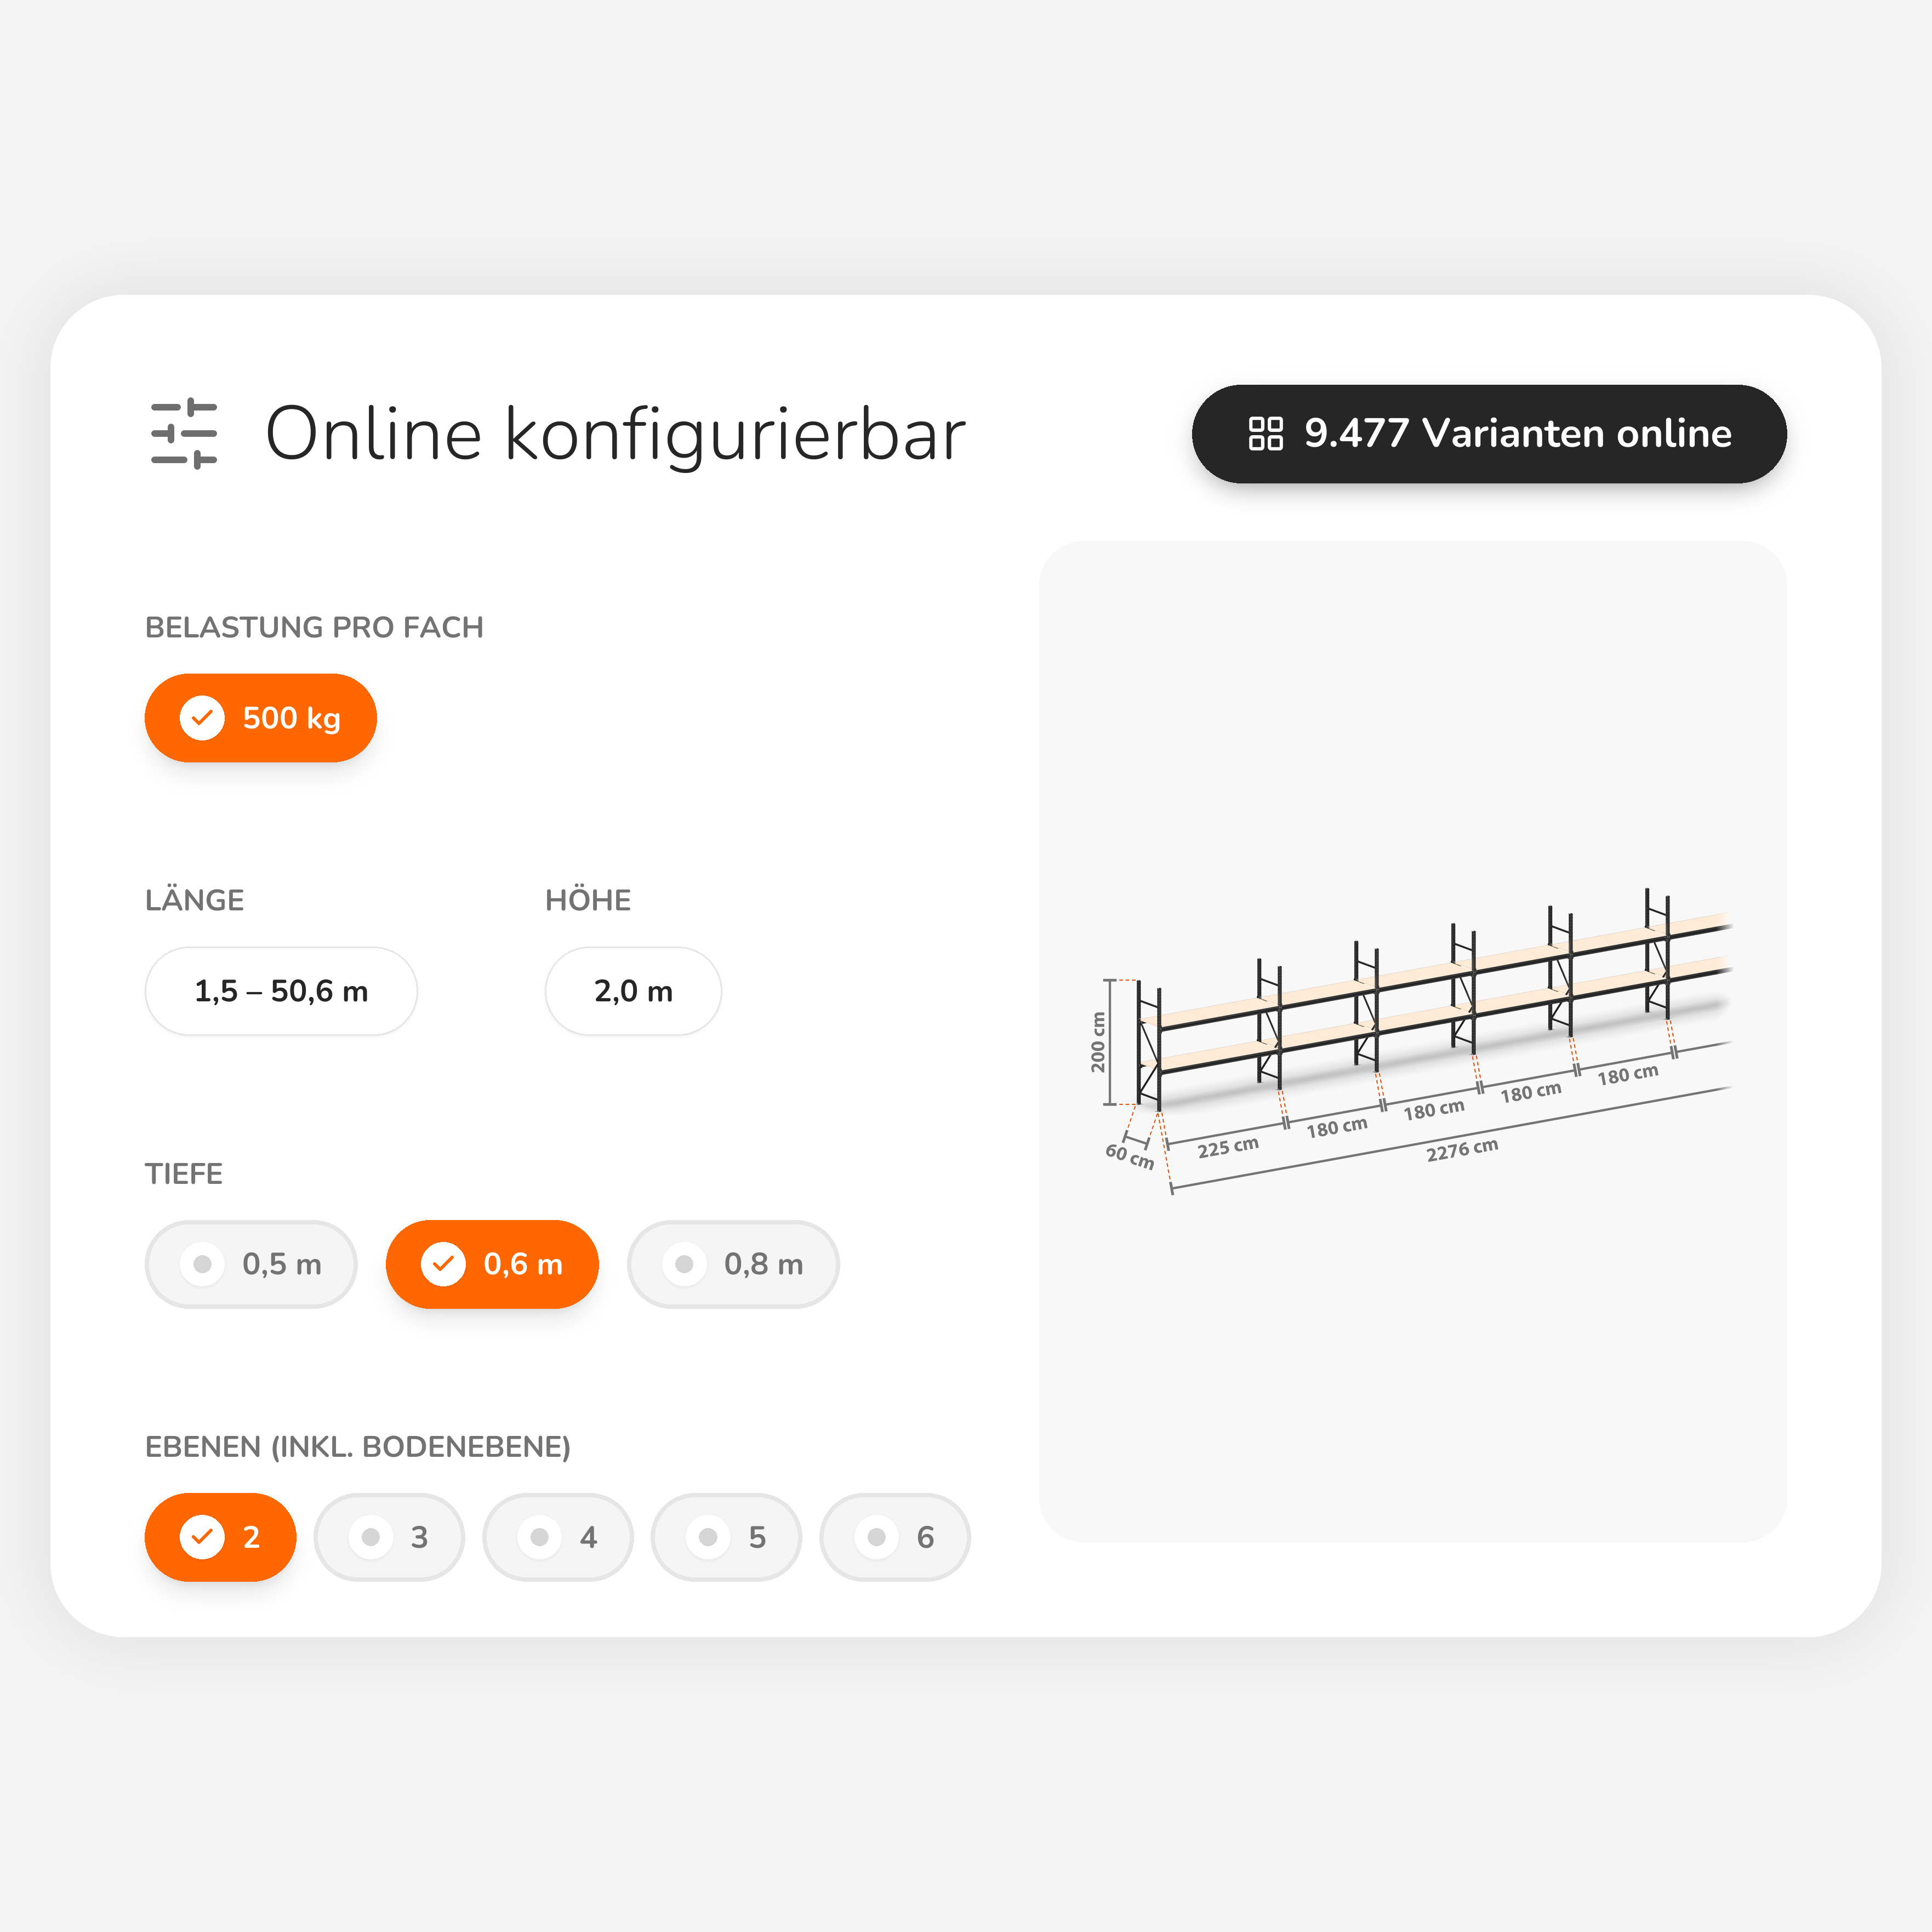 Online konfigurierbar
9.477 Varianten online
BELASTUNG PRO FACH
500 kg
LÄNGE
HÖHE
1,5 – 50,6 m
2,0 m
TIEFE
0,5 m
0,6 m
0,8 m
EBENEN (INKL. BODENEBENE)
2
3
4
5
6
200 cm
60 cm
225 cm
180 cm
180 cm
180 cm
180 cm
2276 cm